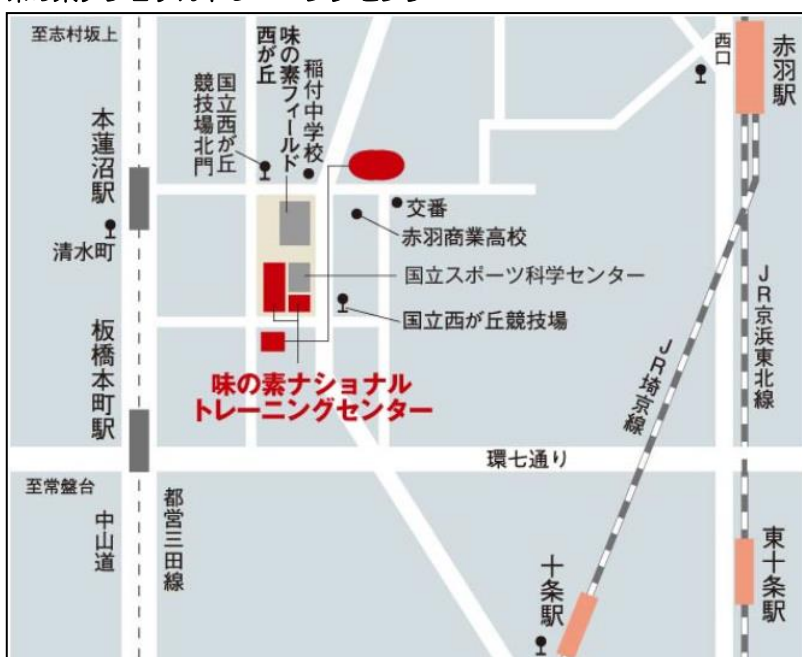 至志村坂上
国立西が丘
競技場北門
味の素フィールド
西が丘
稲付中学校
西口
赤羽駅
本蓮沼駅
清水町
交番
赤羽商業高校
国立スポーツ科学センター
国立西が丘競技場
味の素ナショナル
トレーニングセンター
JR埼京線
JR京浜東北線
板橋本町駅
環七通り
至常盤台
中山道
都営三田線
十条駅
東十条駅